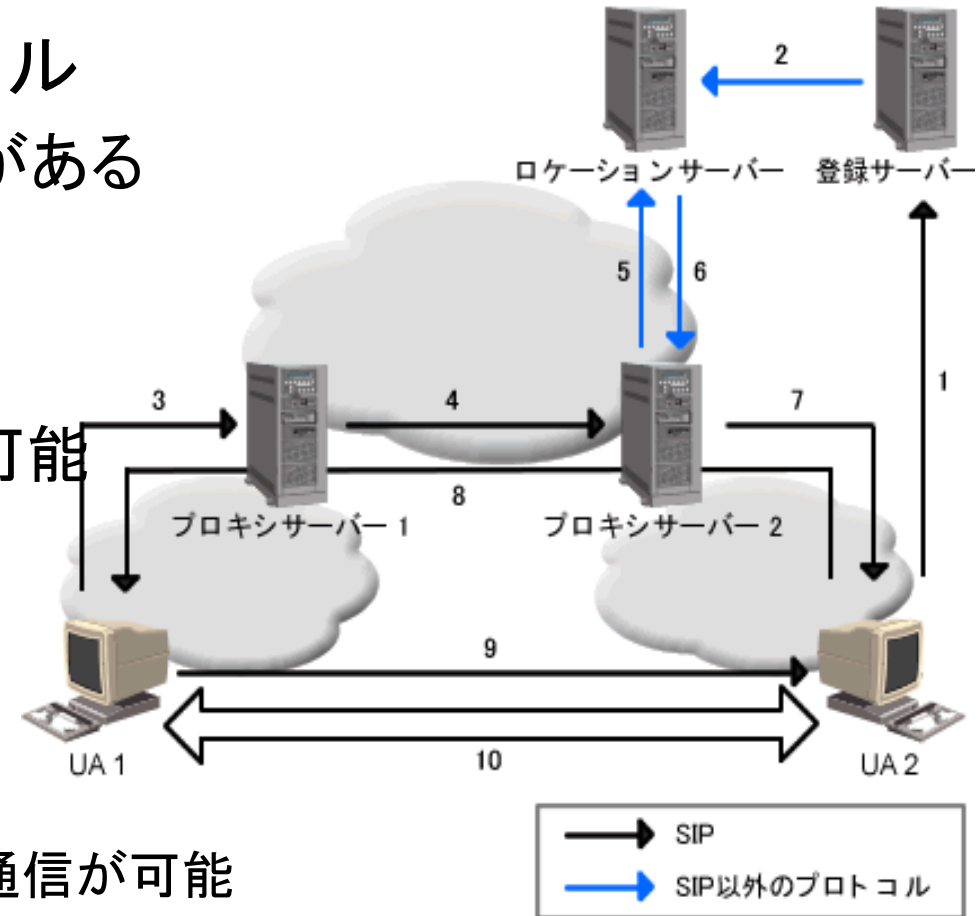 ル
がある
2
ロケーションサーバー 登録サーバー
5 6
3 4 7 1
可能
8
プロキシサーバー 1 プロキシサーバー 2
9
10
UA 1 UA 2
SIP
通信が可能
SIP以外のプロトコル